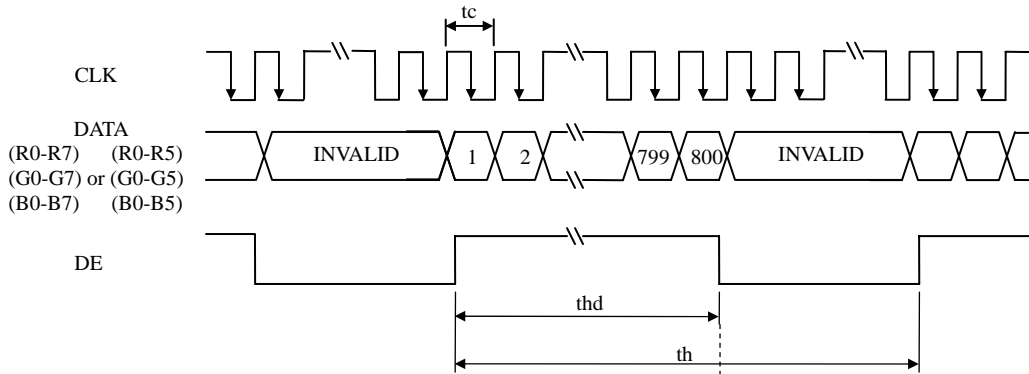 tc
CLK
DATA
(R0-R7) (R0-R5)
(G0-G7) or (G0-G5)
(B0-B7) (B0-B5)
INVALID 1 2 799 800 INVALID
DE
thd
th